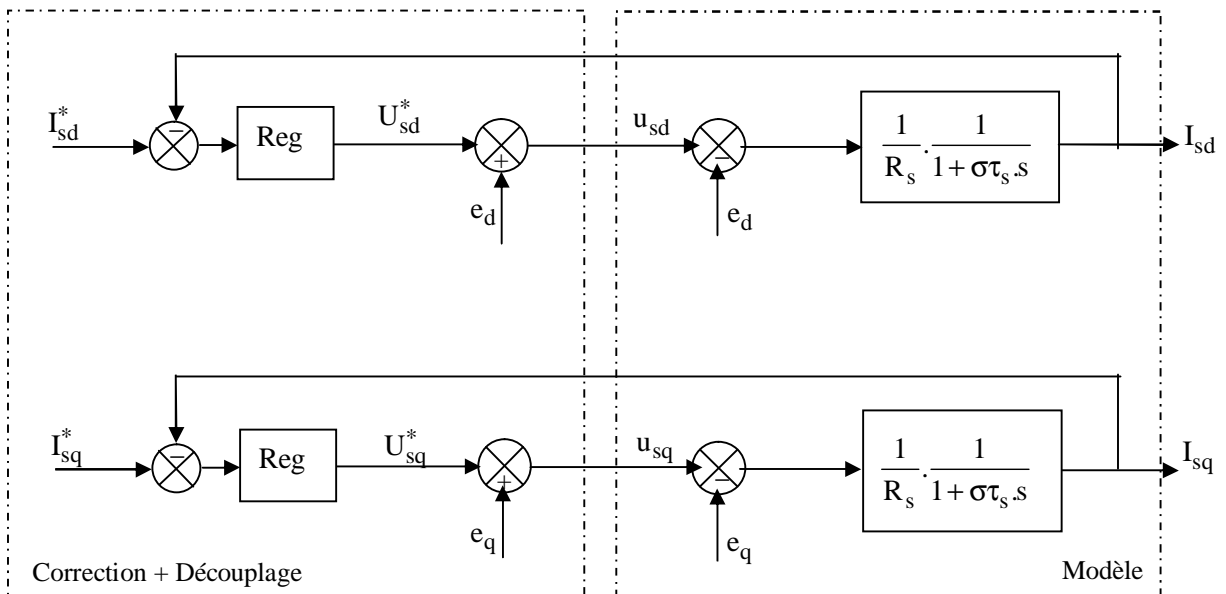 I*sd
−
Reg
U*sd
+
e_d
u_sd
−
e_d
1/R_s · 1/(1+στ_s.s)
I_sd
I*sq
−
Reg
U*sq
+
e_q
u_sq
−
e_q
1/R_s · 1/(1+στ_s.s)
I_sq
Correction + Découplage
Modèle